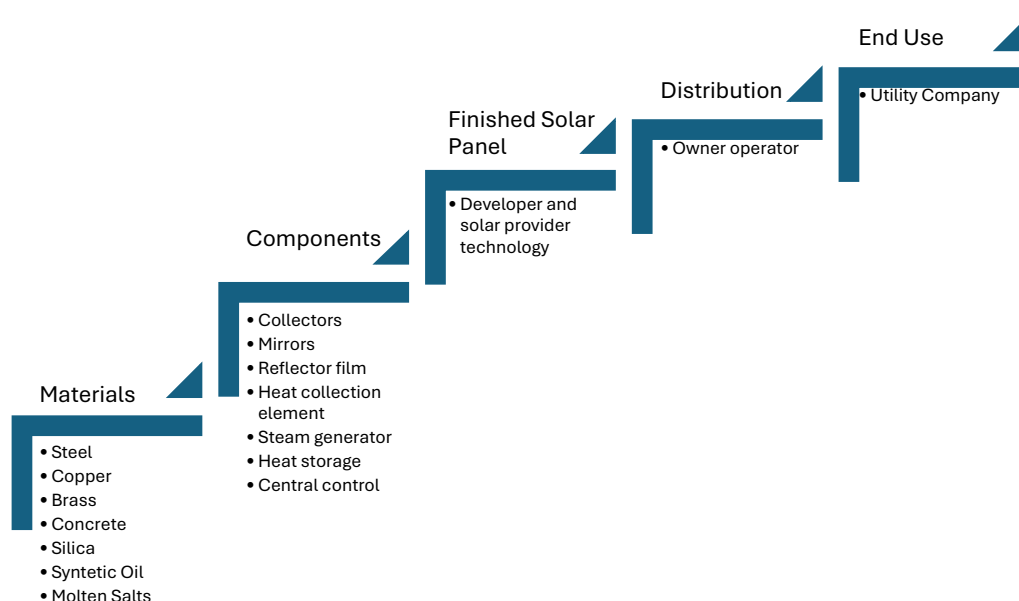 Materials
• Steel
• Copper
• Brass
• Concrete
• Silica
• Syntetic Oil
• Molten Salts
Components
• Collectors
• Mirrors
• Reflector film
• Heat collection
element
• Steam generator
• Heat storage
• Central control
Finished Solar
Panel
• Developer and
solar provider
technology
Distribution
• Owner operator
End Use
• Utility Company